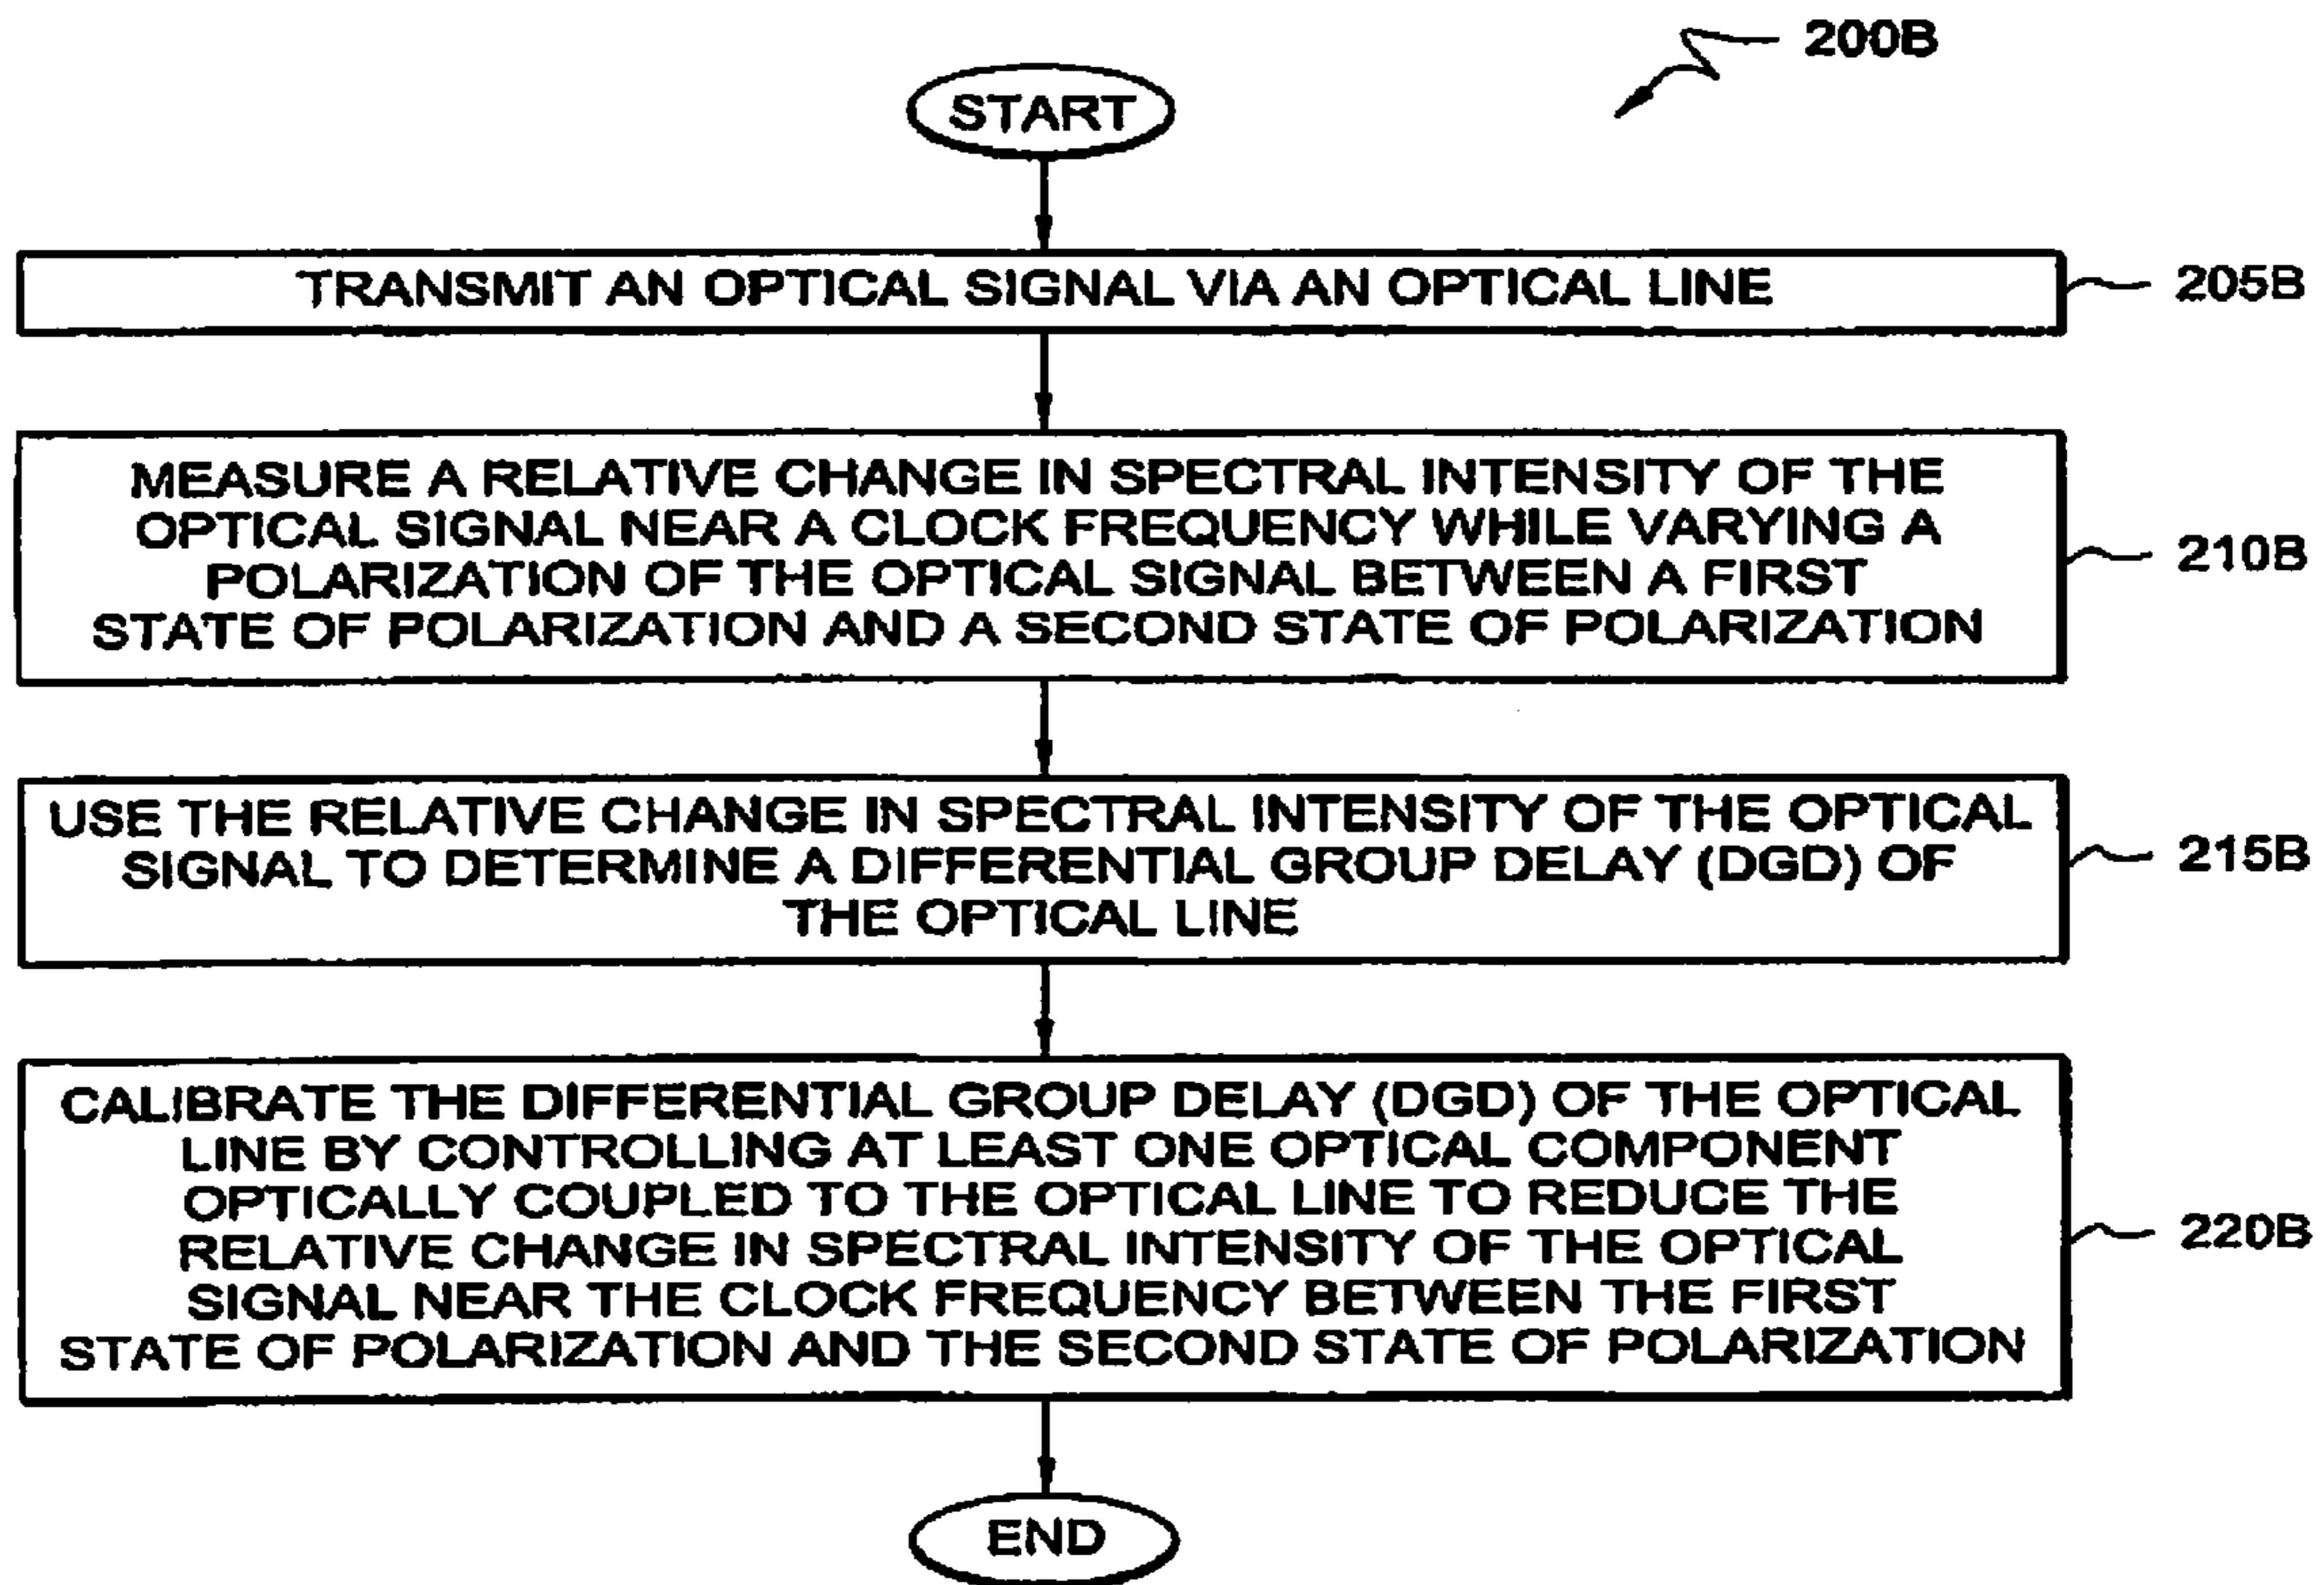 200B
START
TRANSMIT AN OPTICAL SIGNAL VIA AN OPTICAL LINE
205B
MEASURE A RELATIVE CHANGE IN SPECTRAL INTENSITY OF THE
OPTICAL SIGNAL NEAR A CLOCK FREQUENCY WHILE VARYING A
POLARIZATION OF THE OPTICAL SIGNAL BETWEEN A FIRST
STATE OF POLARIZATION AND A SECOND STATE OF POLARIZATION
210B
USE THE RELATIVE CHANGE IN SPECTRAL INTENSITY OF THE OPTICAL
SIGNAL TO DETERMINE A DIFFERENTIAL GROUP DELAY (DGD) OF
THE OPTICAL LINE
215B
CALIBRATE THE DIFFERENTIAL GROUP DELAY (DGD) OF THE OPTICAL
LINE BY CONTROLLING AT LEAST ONE OPTICAL COMPONENT
OPTICALLY COUPLED TO THE OPTICAL LINE TO REDUCE THE
RELATIVE CHANGE IN SPECTRAL INTENSITY OF THE OPTICAL
SIGNAL NEAR THE CLOCK FREQUENCY BETWEEN THE FIRST
STATE OF POLARIZATION AND THE SECOND STATE OF POLARIZATION
220B
END